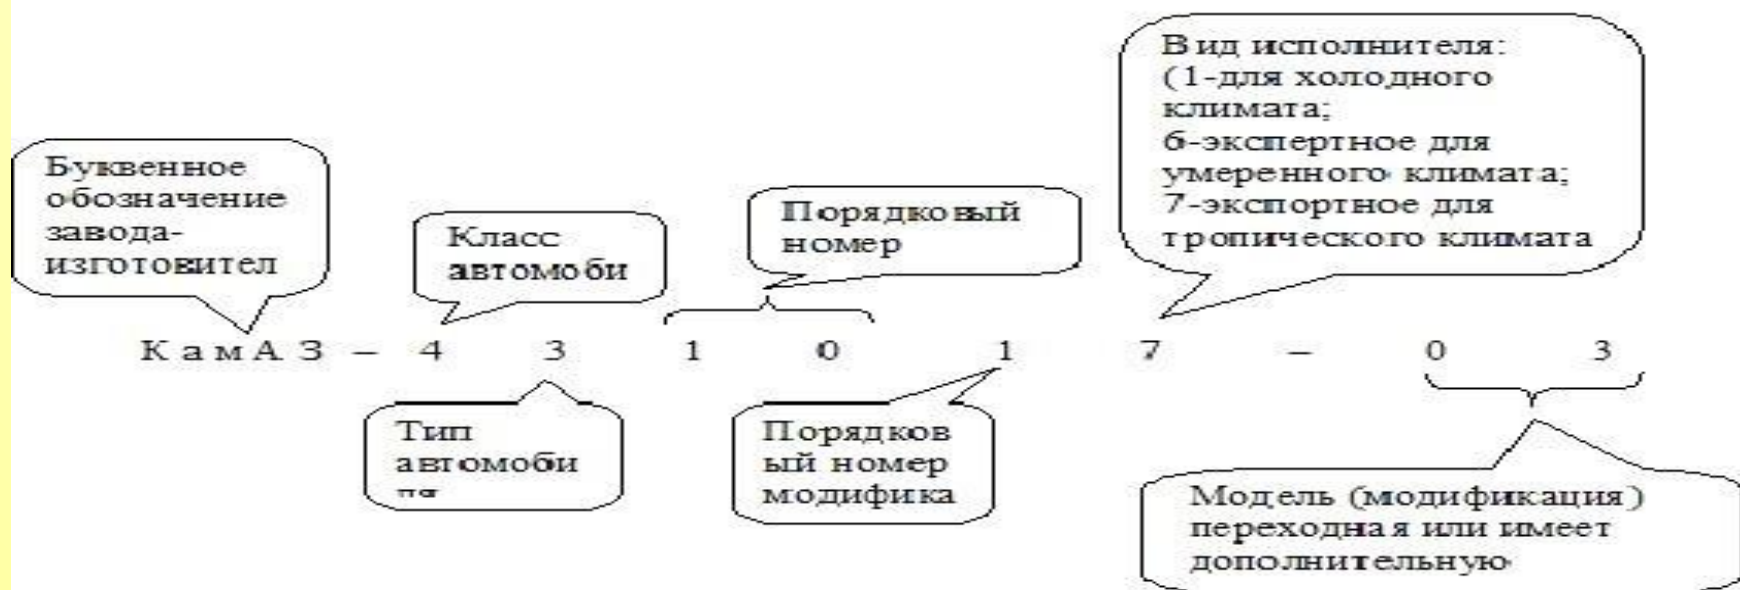 Вид исполнителя:
(1-для холодного
климата;
6-экспертное для
умеренного климата;
7-экспортное для
тропического климата
Буквенное
обозначение
завода-
изготовител
Класс
автомоби
Порядковый
номер
КамАЗ – 4 3 1 0 1 7 – 0 3
Тип
автомоби
Порядков
ый номер
модифика
Модель (модификация)
переходная или имеет
дополнительную